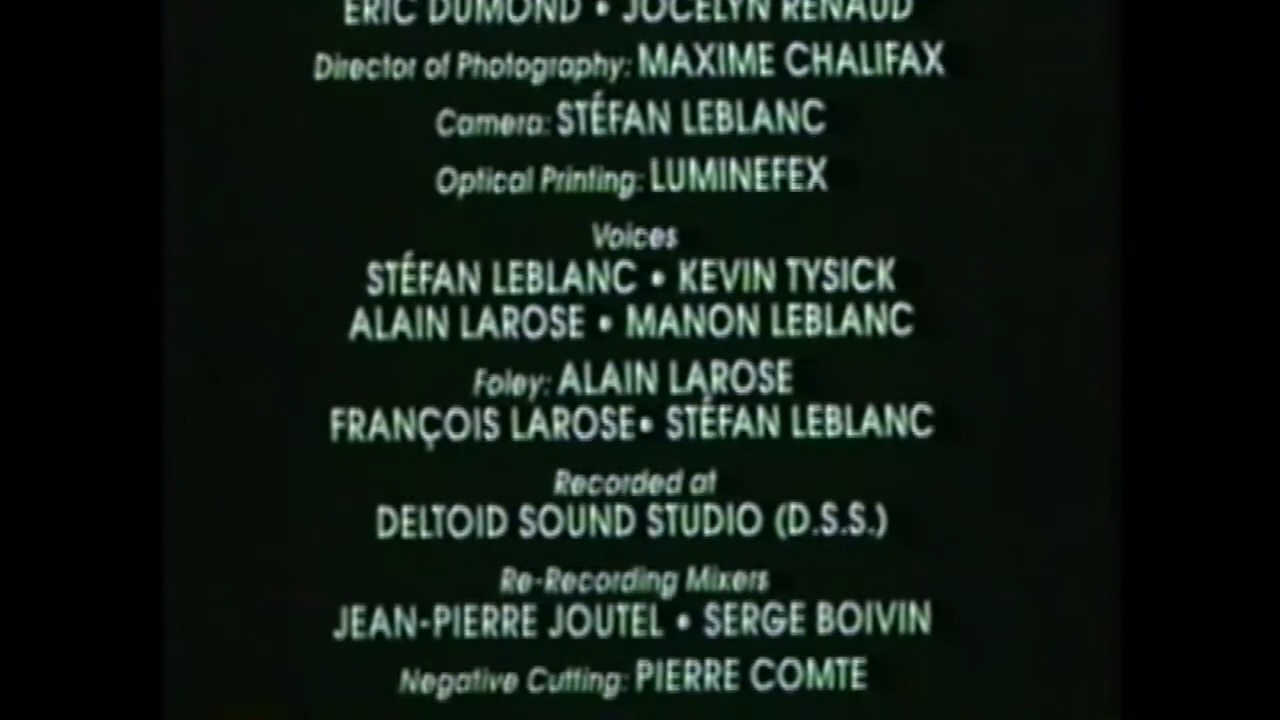 ERIC DUMOND • JOCELYN RENAUD
Director of Photography: MAXIME CHALIFAX
Camera: STÉFAN LEBLANC
Optical Printing: LUMINEFEX
Voices
STÉFAN LEBLANC • KEVIN TYSICK
ALAIN LAROSE • MANON LEBLANC
Foley: ALAIN LAROSE
FRANÇOIS LAROSE• STÉFAN LEBLANC
Recorded at
DELTOID SOUND STUDIO (D.S.S.)
Re-Recording Mixers
JEAN-PIERRE JOUTEL • SERGE BOIVIN
Negative Cutting: PIERRE COMTE